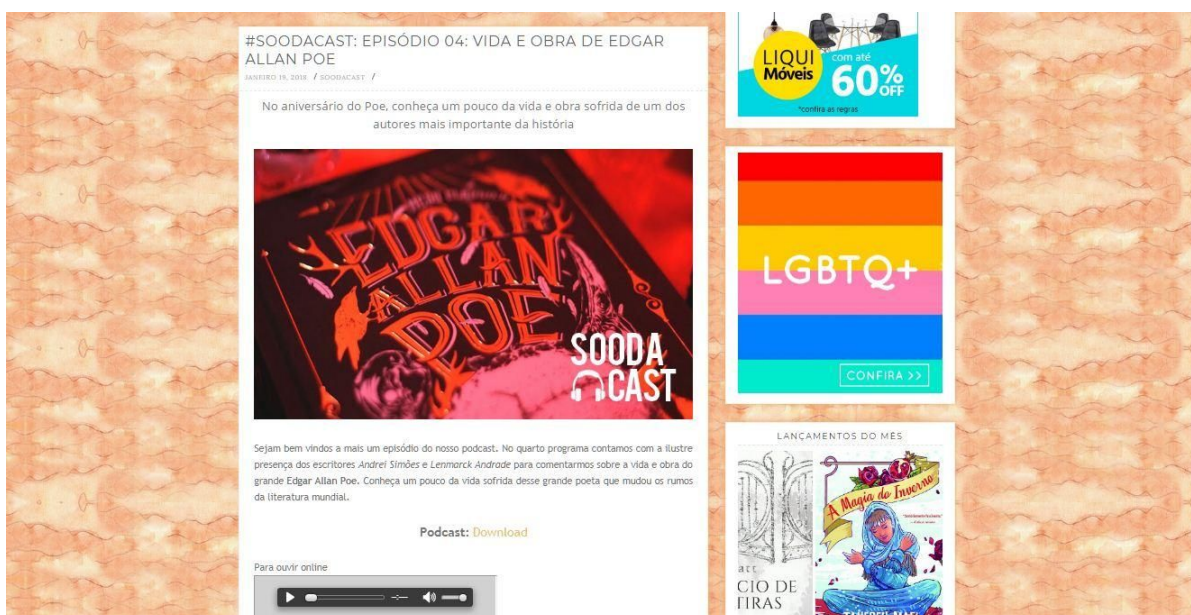 #SOODACAST: EPISÓDIO 04: VIDA E OBRA DE EDGAR
ALLAN POE
JANEIRO 19, 2018 / SOODACAST /
No aniversário do Poe, conheça um pouco da vida e obra sofrida de um dos
autores mais importante da história
EDGAR
ALLAN
POE
SOODA
CAST
Sejam bem vindos a mais um episódio do nosso podcast. No quarto programa contamos com a ilustre
presença dos escritores Andrei Simões e Lenmarck Andrade para comentarmos sobre a vida e obra do
grande Edgar Allan Poe. Conheça um pouco da vida sofrida desse grande poeta que mudou os rumos
da literatura mundial.
Podcast: Download
Para ouvir online
LIQUI
Móveis
com até
60%
OFF
*confira as regras
LGBTQ+
CONFIRA >>
LANÇAMENTOS DO MÊS
CIO DE
TIRAS
A Magia do Inverno